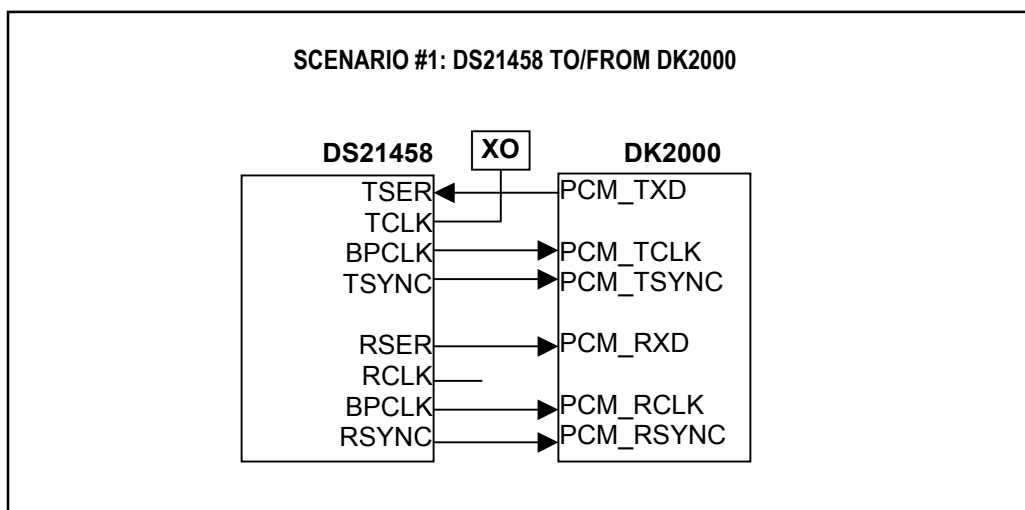 SCENARIO #1: DS21458 TO/FROM DK2000
DS21458 XO DK2000
TSER PCM_TXD
TCLK
BPCLK PCM_TCLK
TSYNC PCM_TSYNC
RSER PCM_RXD
RCLK
BPCLK PCM_RCLK
RSYNC PCM_RSYNC